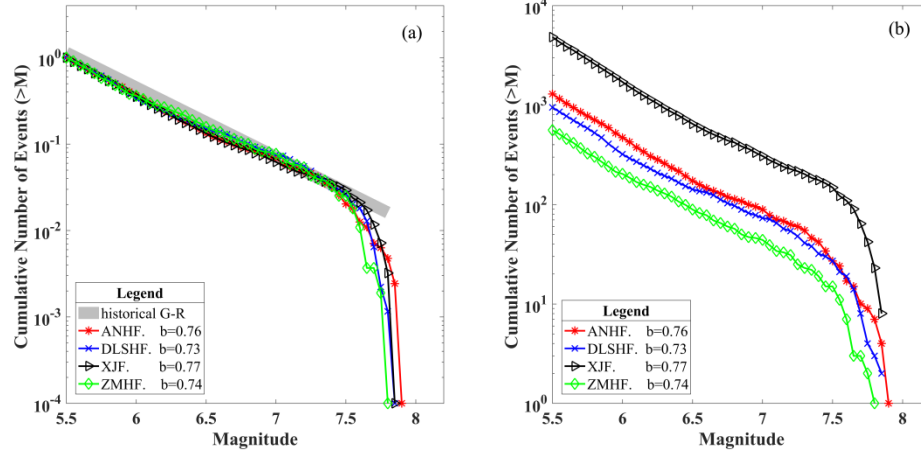 (a)
Cumulative Number of Events (>M)
10^0
10^-1
10^-2
10^-3
10^-4
5.5 6 6.5 7 7.5 8
Magnitude
Legend
historical G-R
ANHF. b=0.76
DLSHF. b=0.73
XJF. b=0.77
ZMHF. b=0.74
(b)
Cumulative Number of Events (>M)
10^4
10^3
10^2
10^1
10^0
5.5 6 6.5 7 7.5 8
Magnitude
Legend
ANHF. b=0.76
DLSHF. b=0.73
XJF. b=0.77
ZMHF. b=0.74